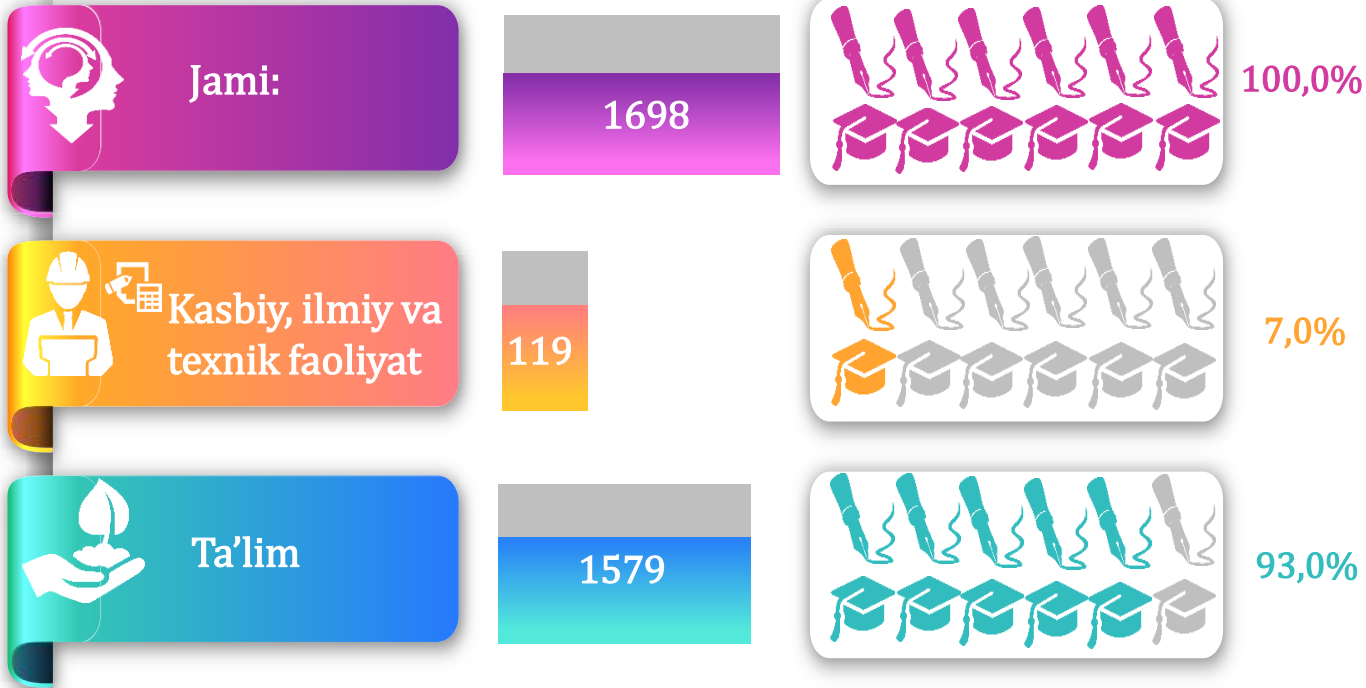 Jami:
1698
100,0%
Kasbiy, ilmiy va
texnik faoliyat
119
7,0%
Ta’lim
1579
93,0%